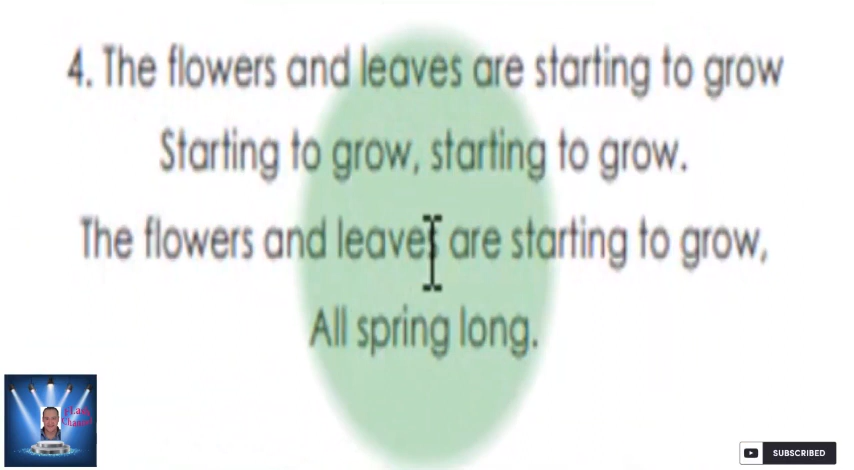 4. The flowers and leaves are starting to grow
Starting to grow, starting to grow.
The flowers and leaves are starting to grow,
All spring long.
SUBSCRIBED